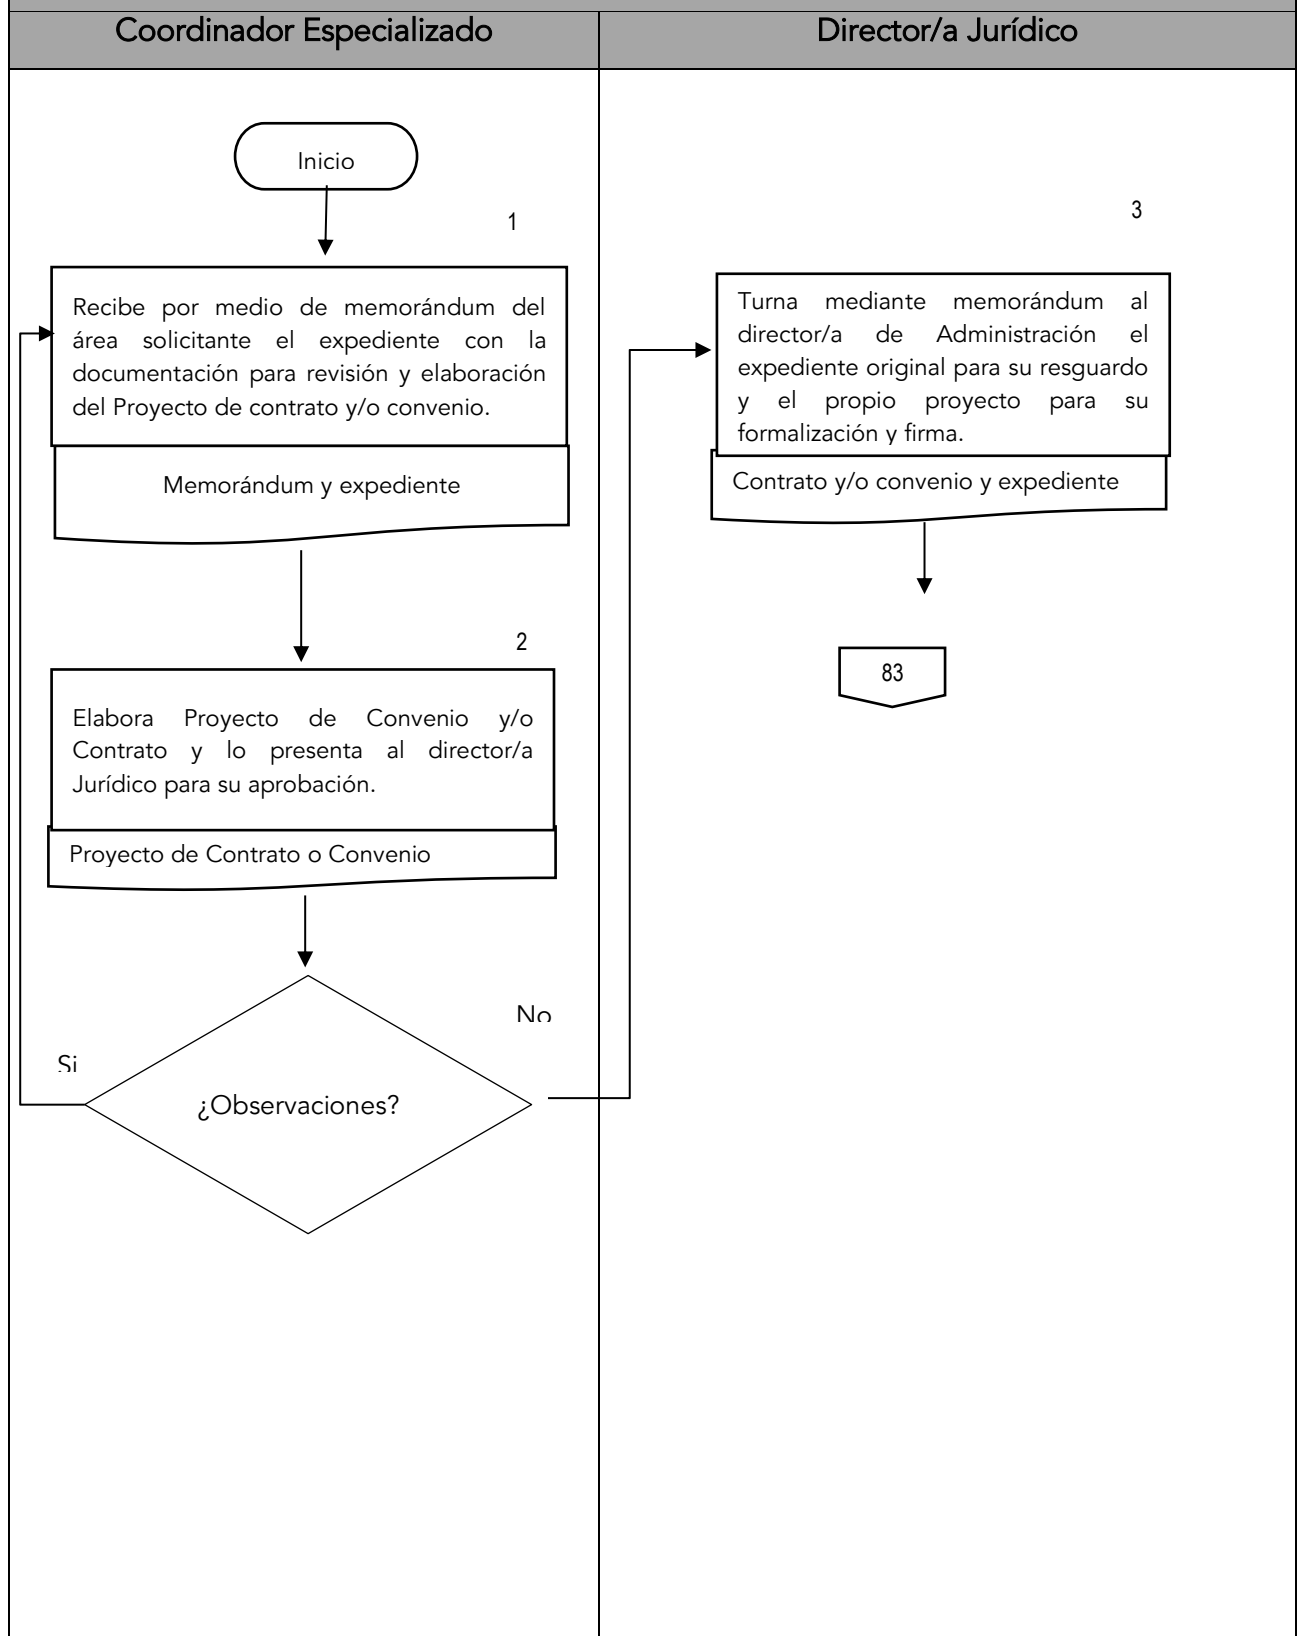 Coordinador Especializado
Director/a Jurídico
Inicio
1
Recibe por medio de memorándum del
área solicitante el expediente con la
documentación para revisión y elaboración
del Proyecto de contrato y/o convenio.
Memorándum y expediente
2
Elabora Proyecto de Convenio y/o
Contrato y lo presenta al director/a
Jurídico para su aprobación.
Proyecto de Contrato o Convenio
No
Si
¿Observaciones?
3
Turna mediante memorándum al
director/a de Administración el
expediente original para su resguardo
y el propio proyecto para su
formalización y firma.
Contrato y/o convenio y expediente
83